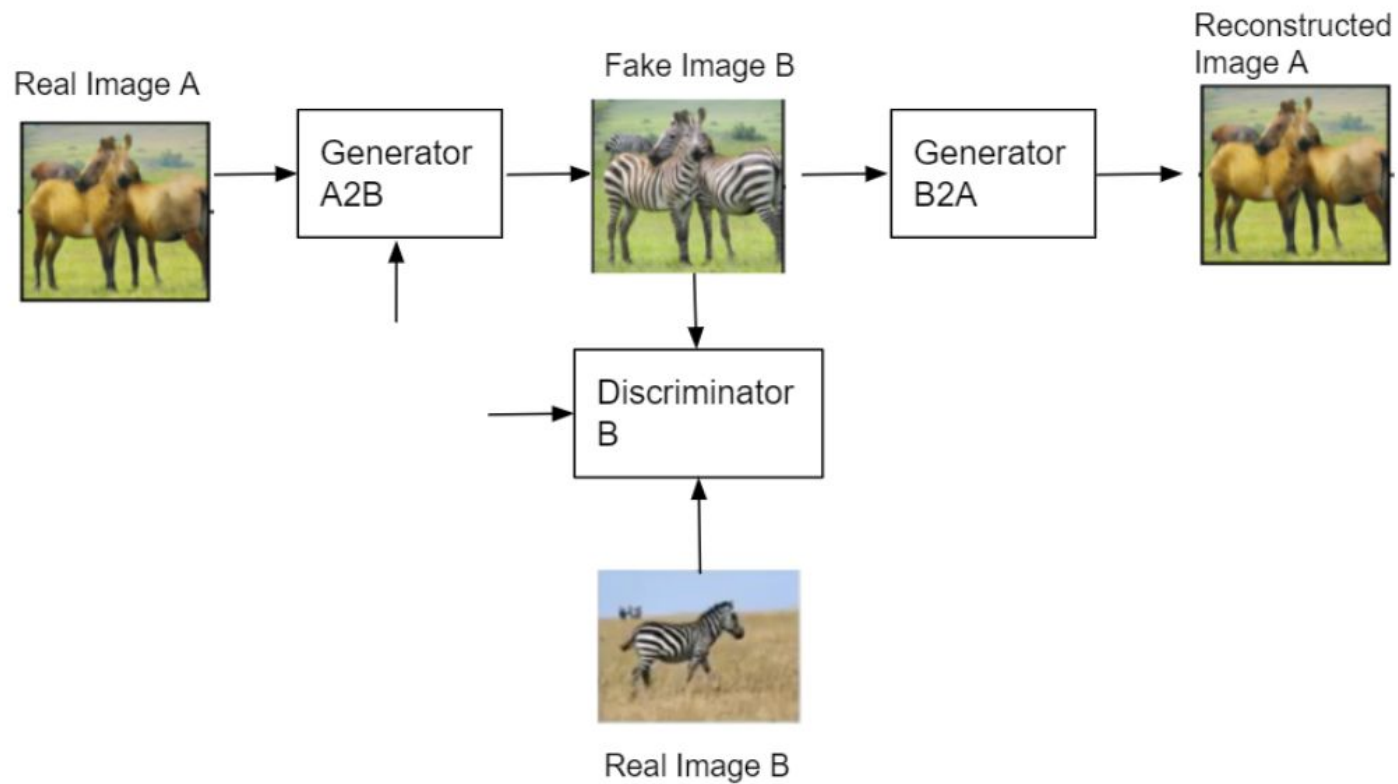 Real Image A
Generator
A2B
Fake Image B
Generator
B2A
Reconstructed
Image A
Discriminator
B
Real Image B